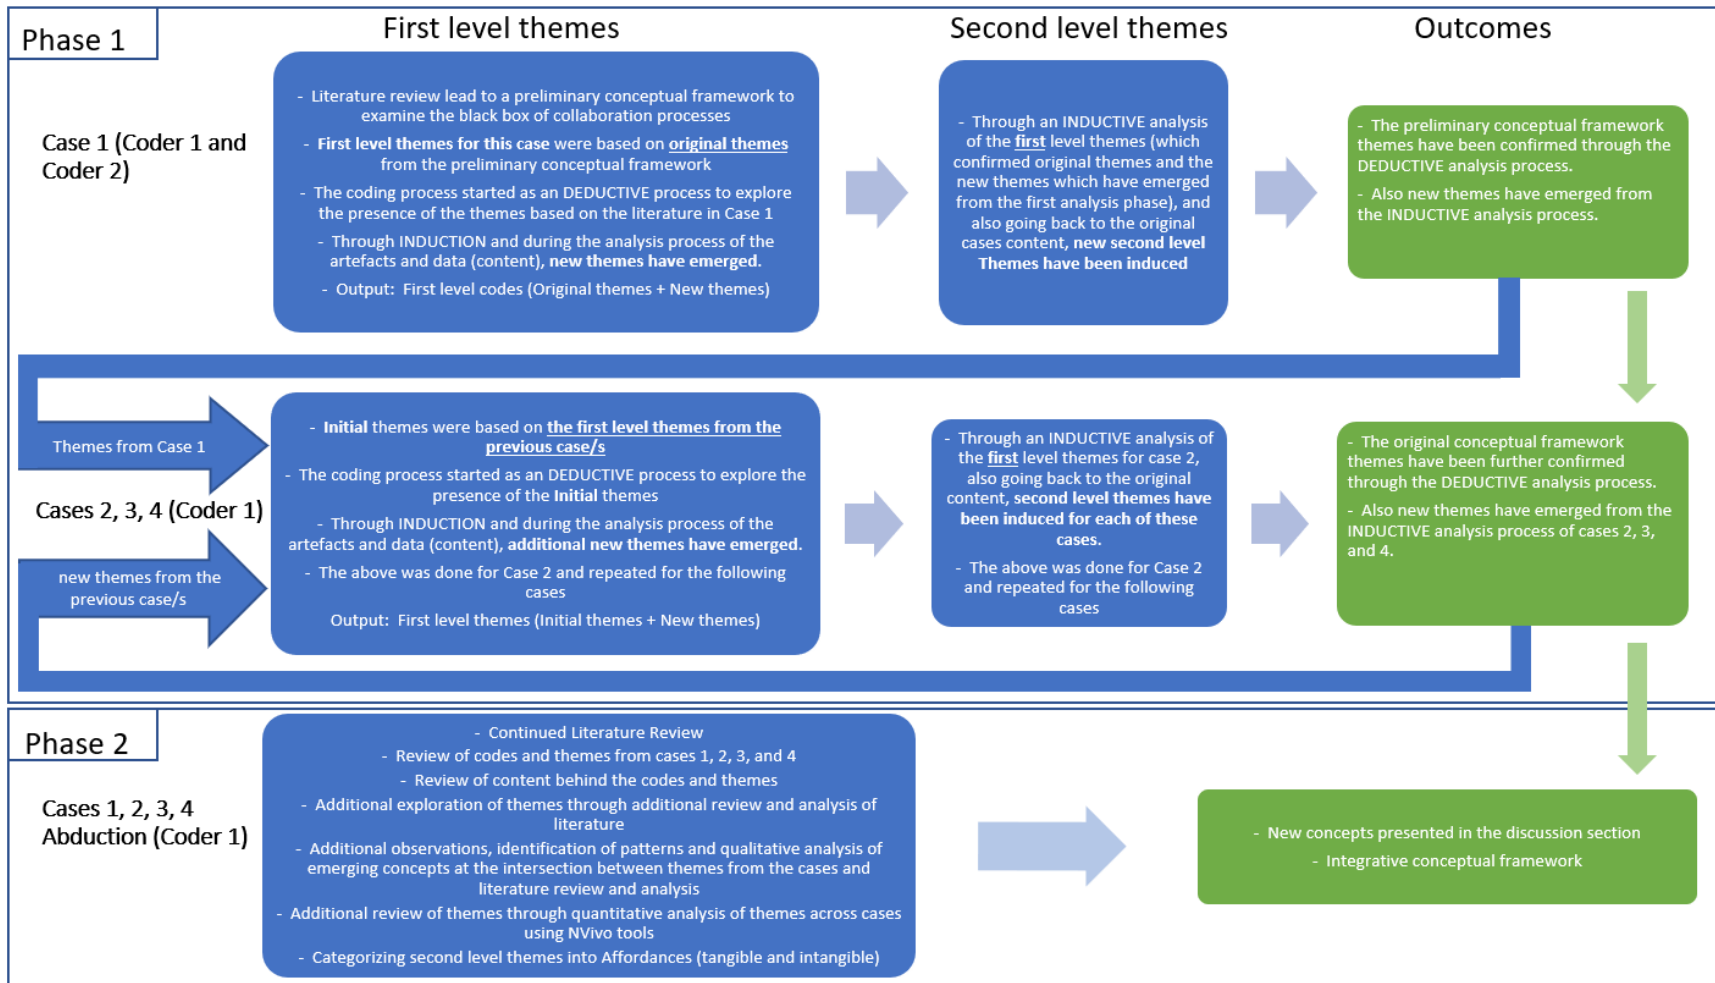 Phase 1
First level themes
Second level themes
Outcomes
Case 1 (Coder 1 and
Coder 2)
- Literature review lead to a preliminary conceptual framework to
examine the black box of collaboration processes
- First level themes for this case were based on original themes
from the preliminary conceptual framework
- The coding process started as an DEDUCTIVE process to explore
the presence of the themes based on the literature in Case 1
- Through INDUCTION and during the analysis process of the
artefacts and data (content), new themes have emerged.
- Output: First level codes (Original themes + New themes)
- Through an INDUCTIVE analysis
of the first level themes (which
confirmed original themes and the
new themes which have emerged
from the first analysis phase), and
also going back to the original
cases content, new second level
Themes have been induced
- The preliminary conceptual framework
themes have been confirmed through the
DEDUCTIVE analysis process.
- Also new themes have emerged from
the INDUCTIVE analysis process.
Themes from Case 1
Cases 2, 3, 4 (Coder 1)
new themes from the
previous case/s
- Initial themes were based on the first level themes from the
previous case/s
- The coding process started as an DEDUCTIVE process to explore the
presence of the Initial themes
- Through INDUCTION and during the analysis process of the
artefacts and data (content), additional new themes have emerged.
- The above was done for Case 2 and repeated for the following
cases
Output: First level themes (Initial themes + New themes)
- Through an INDUCTIVE analysis of
the first level themes for case 2,
also going back to the original
content, second level themes have
been induced for each of these
cases.
- The above was done for Case 2
and repeated for the following
cases
- The original conceptual framework
themes have been further confirmed
through the DEDUCTIVE analysis process.
- Also new themes have emerged from the
INDUCTIVE analysis process of cases 2, 3,
and 4.
Phase 2
Cases 1, 2, 3, 4
Abduction (Coder 1)
- Continued Literature Review
- Review of codes and themes from cases 1, 2, 3, and 4
- Review of content behind the codes and themes
- Additional exploration of themes through additional review and analysis of
literature
- Additional observations, identification of patterns and qualitative analysis of
emerging concepts at the intersection between themes from the cases and
literature review and analysis
- Additional review of themes through quantitative analysis of themes across cases
using NVivo tools
- Categorizing second level themes into Affordances (tangible and intangible)
- New concepts presented in the discussion section
- Integrative conceptual framework